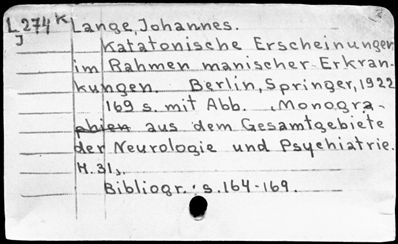 L274K Lange, Johannes.
J
Katatonische Erscheinungen
im Rahmen manischer Erkran-
kungen. Berlin, Springer, 1922
169 s. mit Abb. (Monogra-
phien aus dem Gesamtgebiete
der Neurologie und Psychiatrie.
H. 31).
Bibliogr.: s. 164-169.